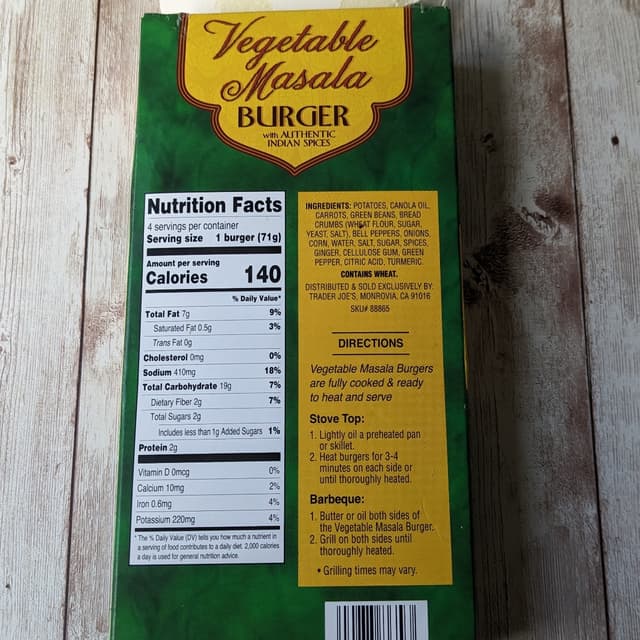 Vegetable
Masala
BURGER
with AUTHENTIC
INDIAN SPICES
Nutrition Facts
4 servings per container
Serving size 1 burger (71g)
Amount per serving
Calories 140
% Daily Value*
Total Fat 7g 9%
Saturated Fat 0.5g 3%
Trans Fat 0g
Cholesterol 0mg 0%
Sodium 410mg 18%
Total Carbohydrate 19g 7%
Dietary Fiber 2g 7%
Total Sugars 2g
Includes less than 1g Added Sugars 1%
Protein 2g
Vitamin D 0mcg 0%
Calcium 10mg 2%
Iron 0.6mg 4%
Potassium 220mg 4%
* The % Daily Value (DV) tells you how much a nutrient in
a serving of food contributes to a daily diet. 2,000 calories
a day is used for general nutrition advice.
INGREDIENTS: POTATOES, CANOLA OIL,
CARROTS, GREEN BEANS, BREAD
CRUMBS (WHEAT FLOUR, SUGAR,
YEAST, SALT), BELL PEPPERS, ONIONS,
CORN, WATER, SALT, SUGAR, SPICES,
GINGER, CELLULOSE GUM, GREEN
PEPPER, CITRIC ACID, TURMERIC.
CONTAINS WHEAT.
DISTRIBUTED & SOLD EXCLUSIVELY BY:
TRADER JOE'S, MONROVIA, CA 91016
SKU# 88865
DIRECTIONS
Vegetable Masala Burgers
are fully cooked & ready
to heat and serve
Stove Top:
1. Lightly oil a preheated pan
or skillet.
2. Heat burgers for 3-4
minutes on each side or
until thoroughly heated.
Barbeque:
1. Butter or oil both sides of
the Vegetable Masala Burger.
2. Grill on both sides until
thoroughly heated.
• Grilling times may vary.